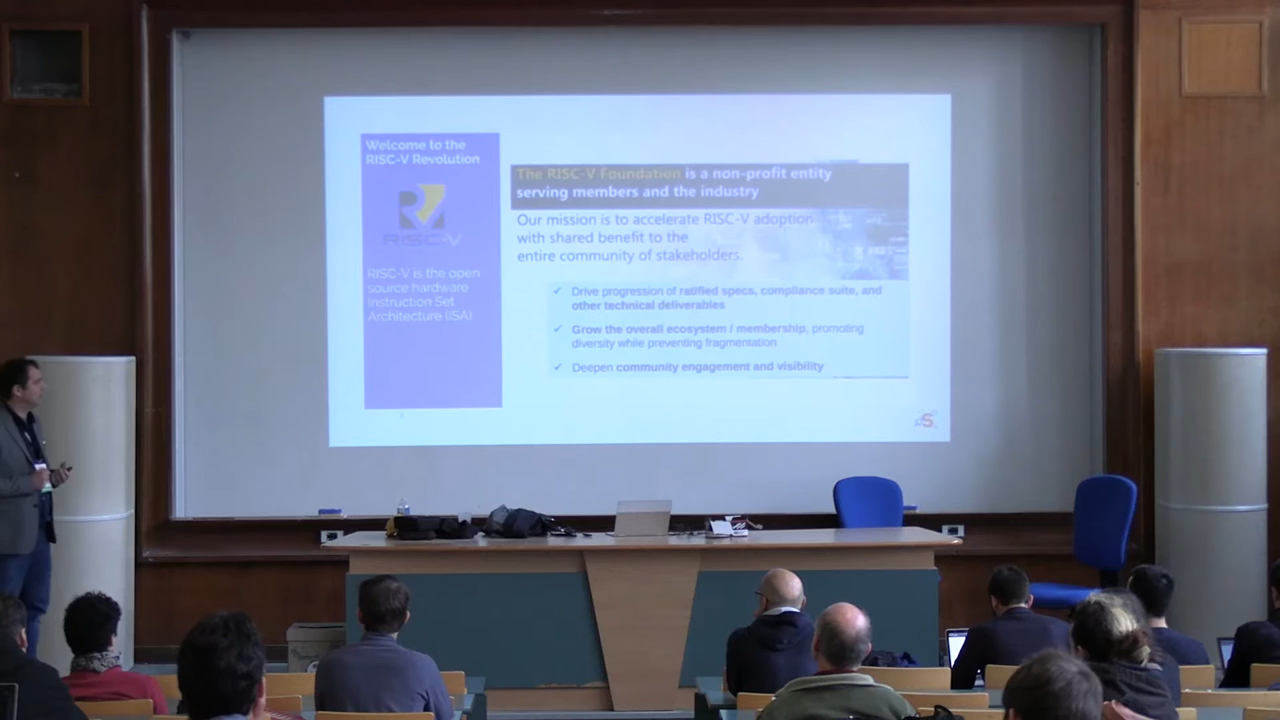 Welcome to the
RISC-V Revolution
RISC-V
RISC-V is the open
source hardware
Instruction Set
Architecture (ISA)
The RISC-V Foundation is a non-profit entity
serving members and the industry
Our mission is to accelerate RISC-V adoption
with shared benefit to the
entire community of stakeholders.
✓ Drive progression of ratified specs, compliance suite, and
other technical deliverables
✓ Grow the overall ecosystem / membership, promoting
diversity while preventing fragmentation
✓ Deepen community engagement and visibility
S